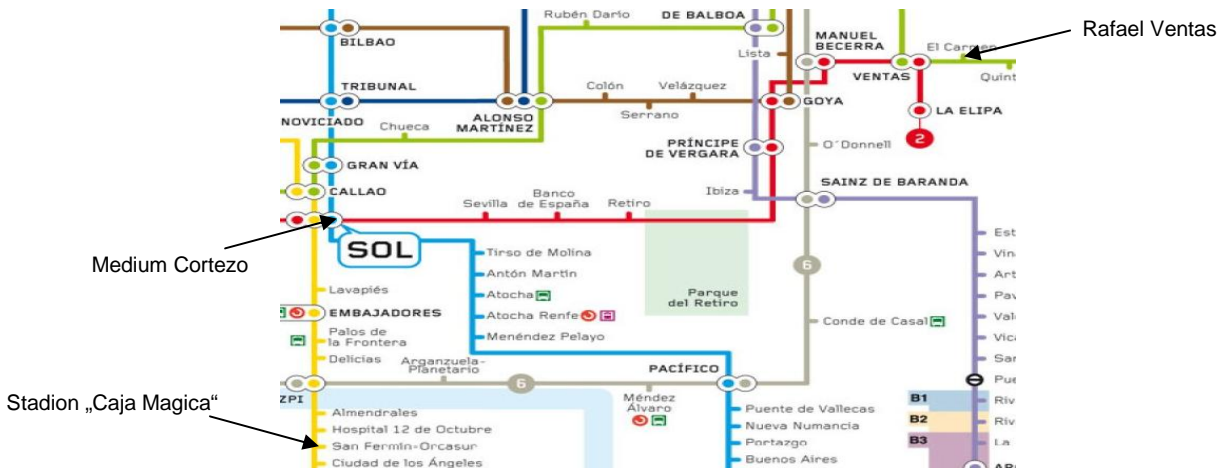 Rubén Darío
DE BALBOA
Rafael Ventas
BILBAO
Lista
MANUEL
BECERRA
El Carmen
VENTAS
TRIBUNAL
Colón
Velázquez
Serrano
GOYA
LA ELIPA
2
NOVICIADO
Chueca
ALONSO
MARTÍNEZ
PRÍNCIPE
DE VERGARA
O´Donnell
GRAN VÍA
CALLAO
Ibiza
SAINZ DE BARANDA
Sevilla
Banco
de España
Retiro
Medium Cortezo
SOL
Tirso de Molina
Antón Martín
Atocha
Atocha Renfe
Menéndez Pelayo
Parque
del Retiro
6
Conde de Casal
Lavapiés
EMBAJADORES
Palos de
la Frontera
Delicias
Arganzuela-
Planetario
6
PACÍFICO
Méndez
Álvaro
Stadion „Caja Magica“
Almendrales
Hospital 12 de Octubre
San Fermín-Orcasur
Ciudad de los Ángeles
Puente de Vallecas
Nueva Numancia
Portazgo
Buenos Aires
B1
B2
B3
La